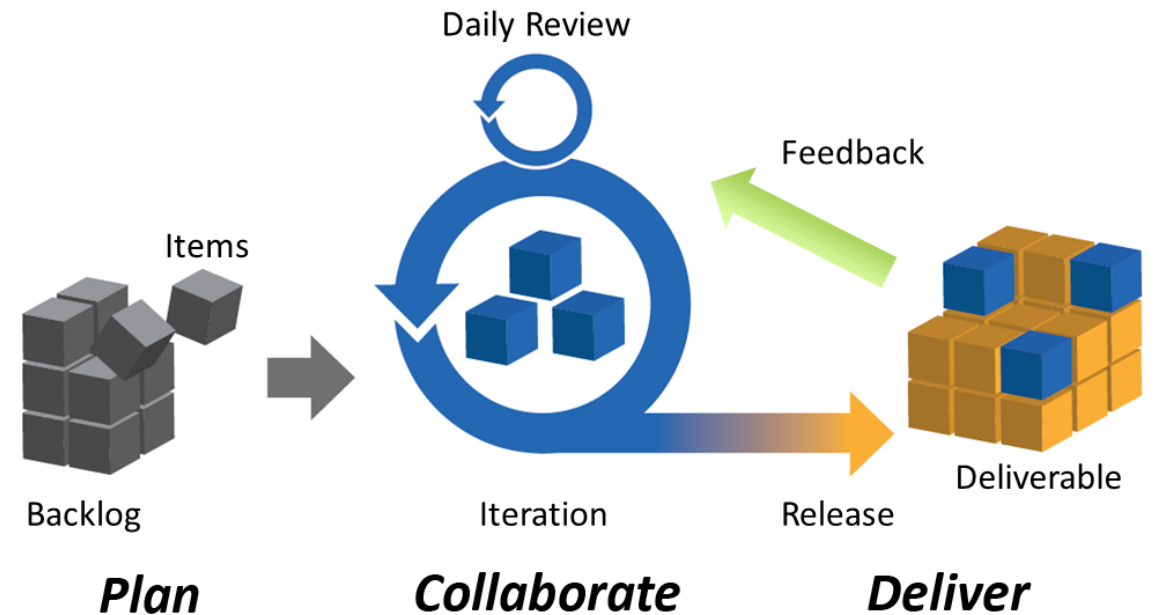 Daily Review
Feedback
Items
Deliverable
Backlog
Iteration
Release
Plan
Collaborate
Deliver